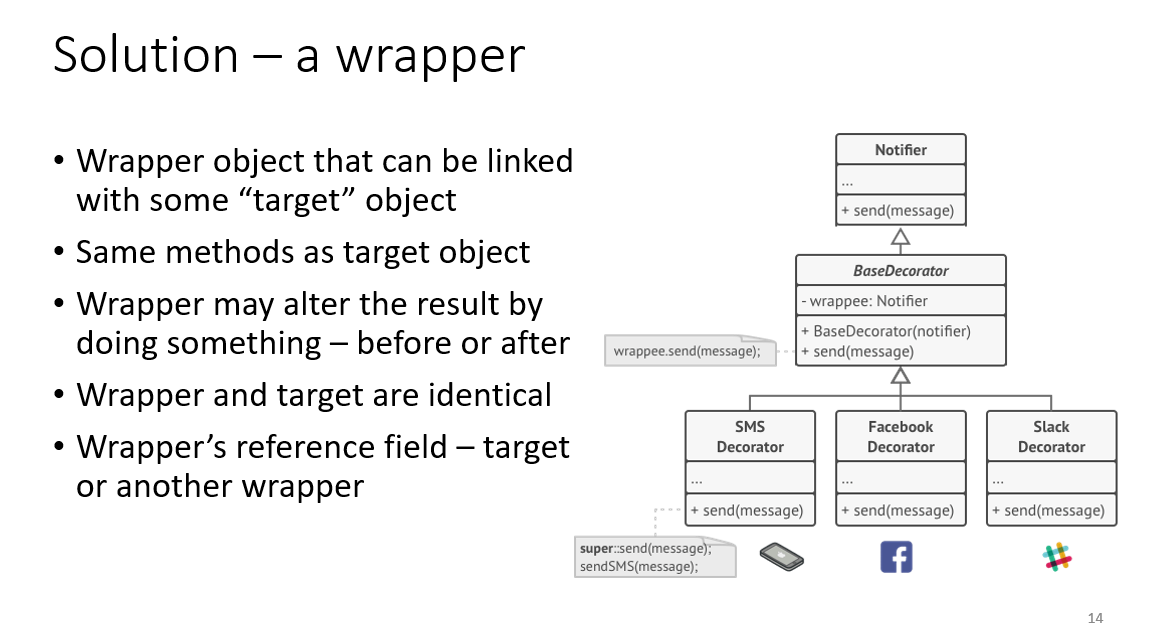 Solution – a wrapper
• Wrapper object that can be linked
with some “target” object
• Same methods as target object
• Wrapper may alter the result by
doing something – before or after
• Wrapper and target are identical
• Wrapper’s reference field – target
or another wrapper
Notifier
...
+ send(message)
BaseDecorator
- wrappee: Notifier
+ BaseDecorator(notifier)
+ send(message)
wrappee.send(message);
SMS
Decorator
...
+ send(message)
Facebook
Decorator
...
+ send(message)
Slack
Decorator
...
+ send(message)
super::send(message);
sendSMS(message);
14